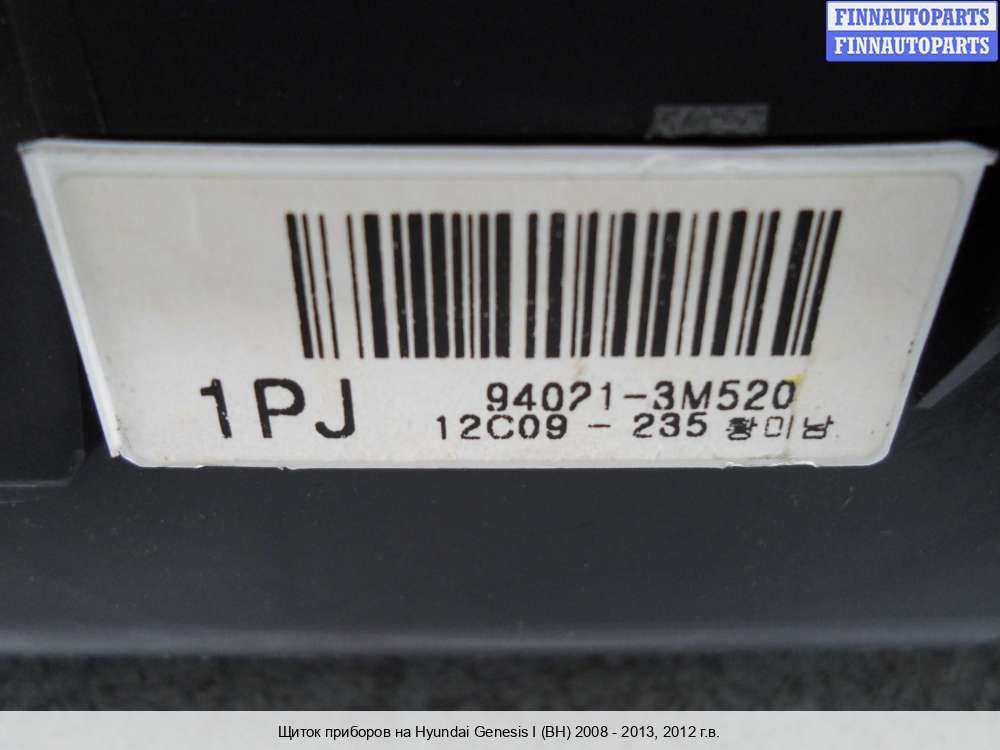 FINNAUTOPARTS
FINNAUTOPARTS
1PJ
94021-3M520
12C09 - 235 황미남
Щиток приборов на Hyundai Genesis I (BH) 2008 - 2013, 2012 г.в.